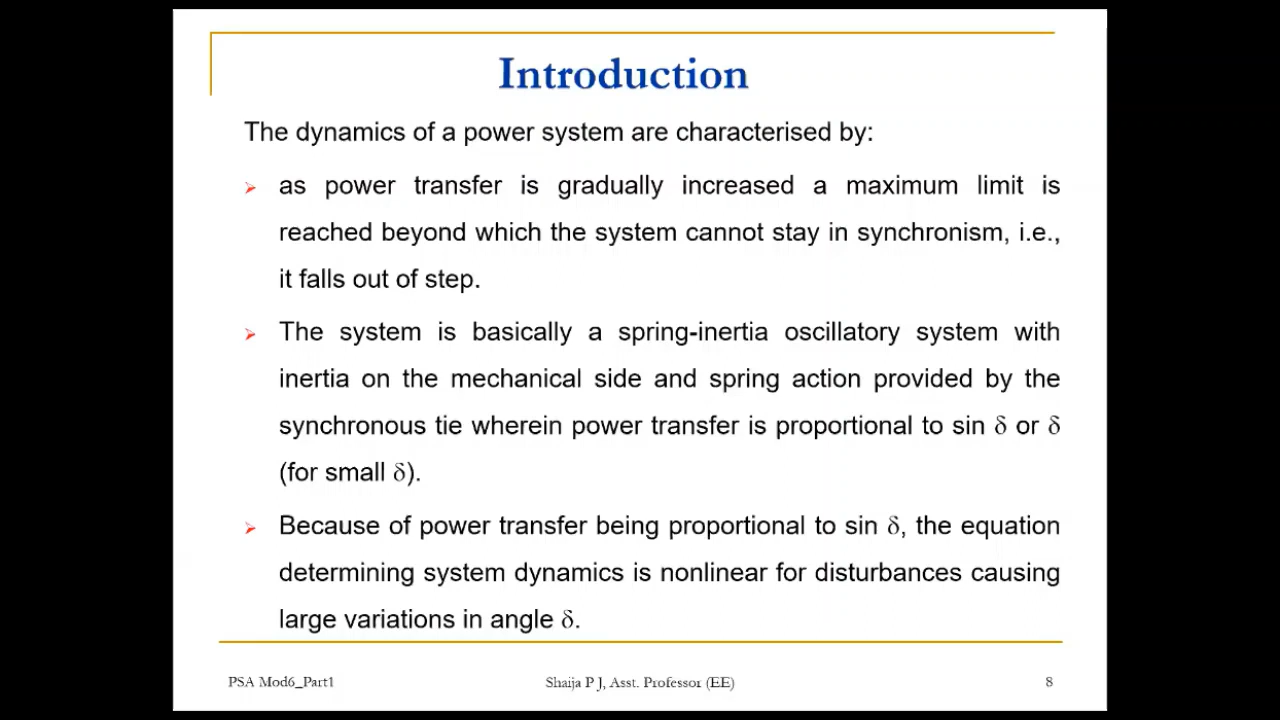 Introduction
The dynamics of a power system are characterised by:
➢ as power transfer is gradually increased a maximum limit is
reached beyond which the system cannot stay in synchronism, i.e.,
it falls out of step.
➢ The system is basically a spring-inertia oscillatory system with
inertia on the mechanical side and spring action provided by the
synchronous tie wherein power transfer is proportional to sin δ or δ
(for small δ).
➢ Because of power transfer being proportional to sin δ, the equation
determining system dynamics is nonlinear for disturbances causing
large variations in angle δ.
PSA Mod6_Part1 Shaija P J, Asst. Professor (EE) 8